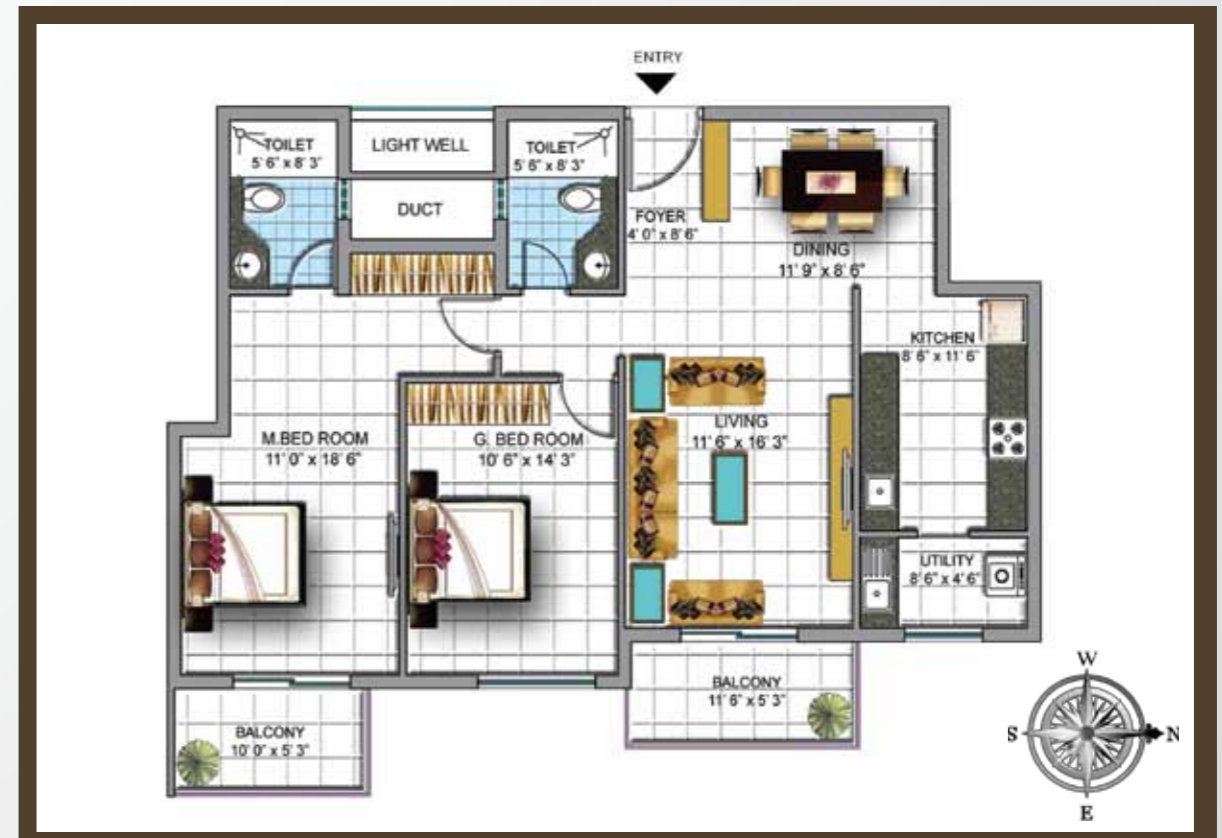 ENTRY
TOILET
5' 6" x 8' 3"
LIGHT WELL
TOILET
5' 6" x 8' 3"
DUCT
FOYER
4' 0" x 8' 6"
DINING
11' 9" x 8' 6"
KITCHEN
8' 6" x 11' 6"
M.BED ROOM
11' 0" x 18' 6"
G. BED ROOM
10' 6" x 14' 3"
LIVING
11' 6" x 16' 3"
UTILITY
8' 6" x 4' 6"
BALCONY
11' 6" x 5' 3"
BALCONY
10' 0" x 5' 3"
W
S
N
E